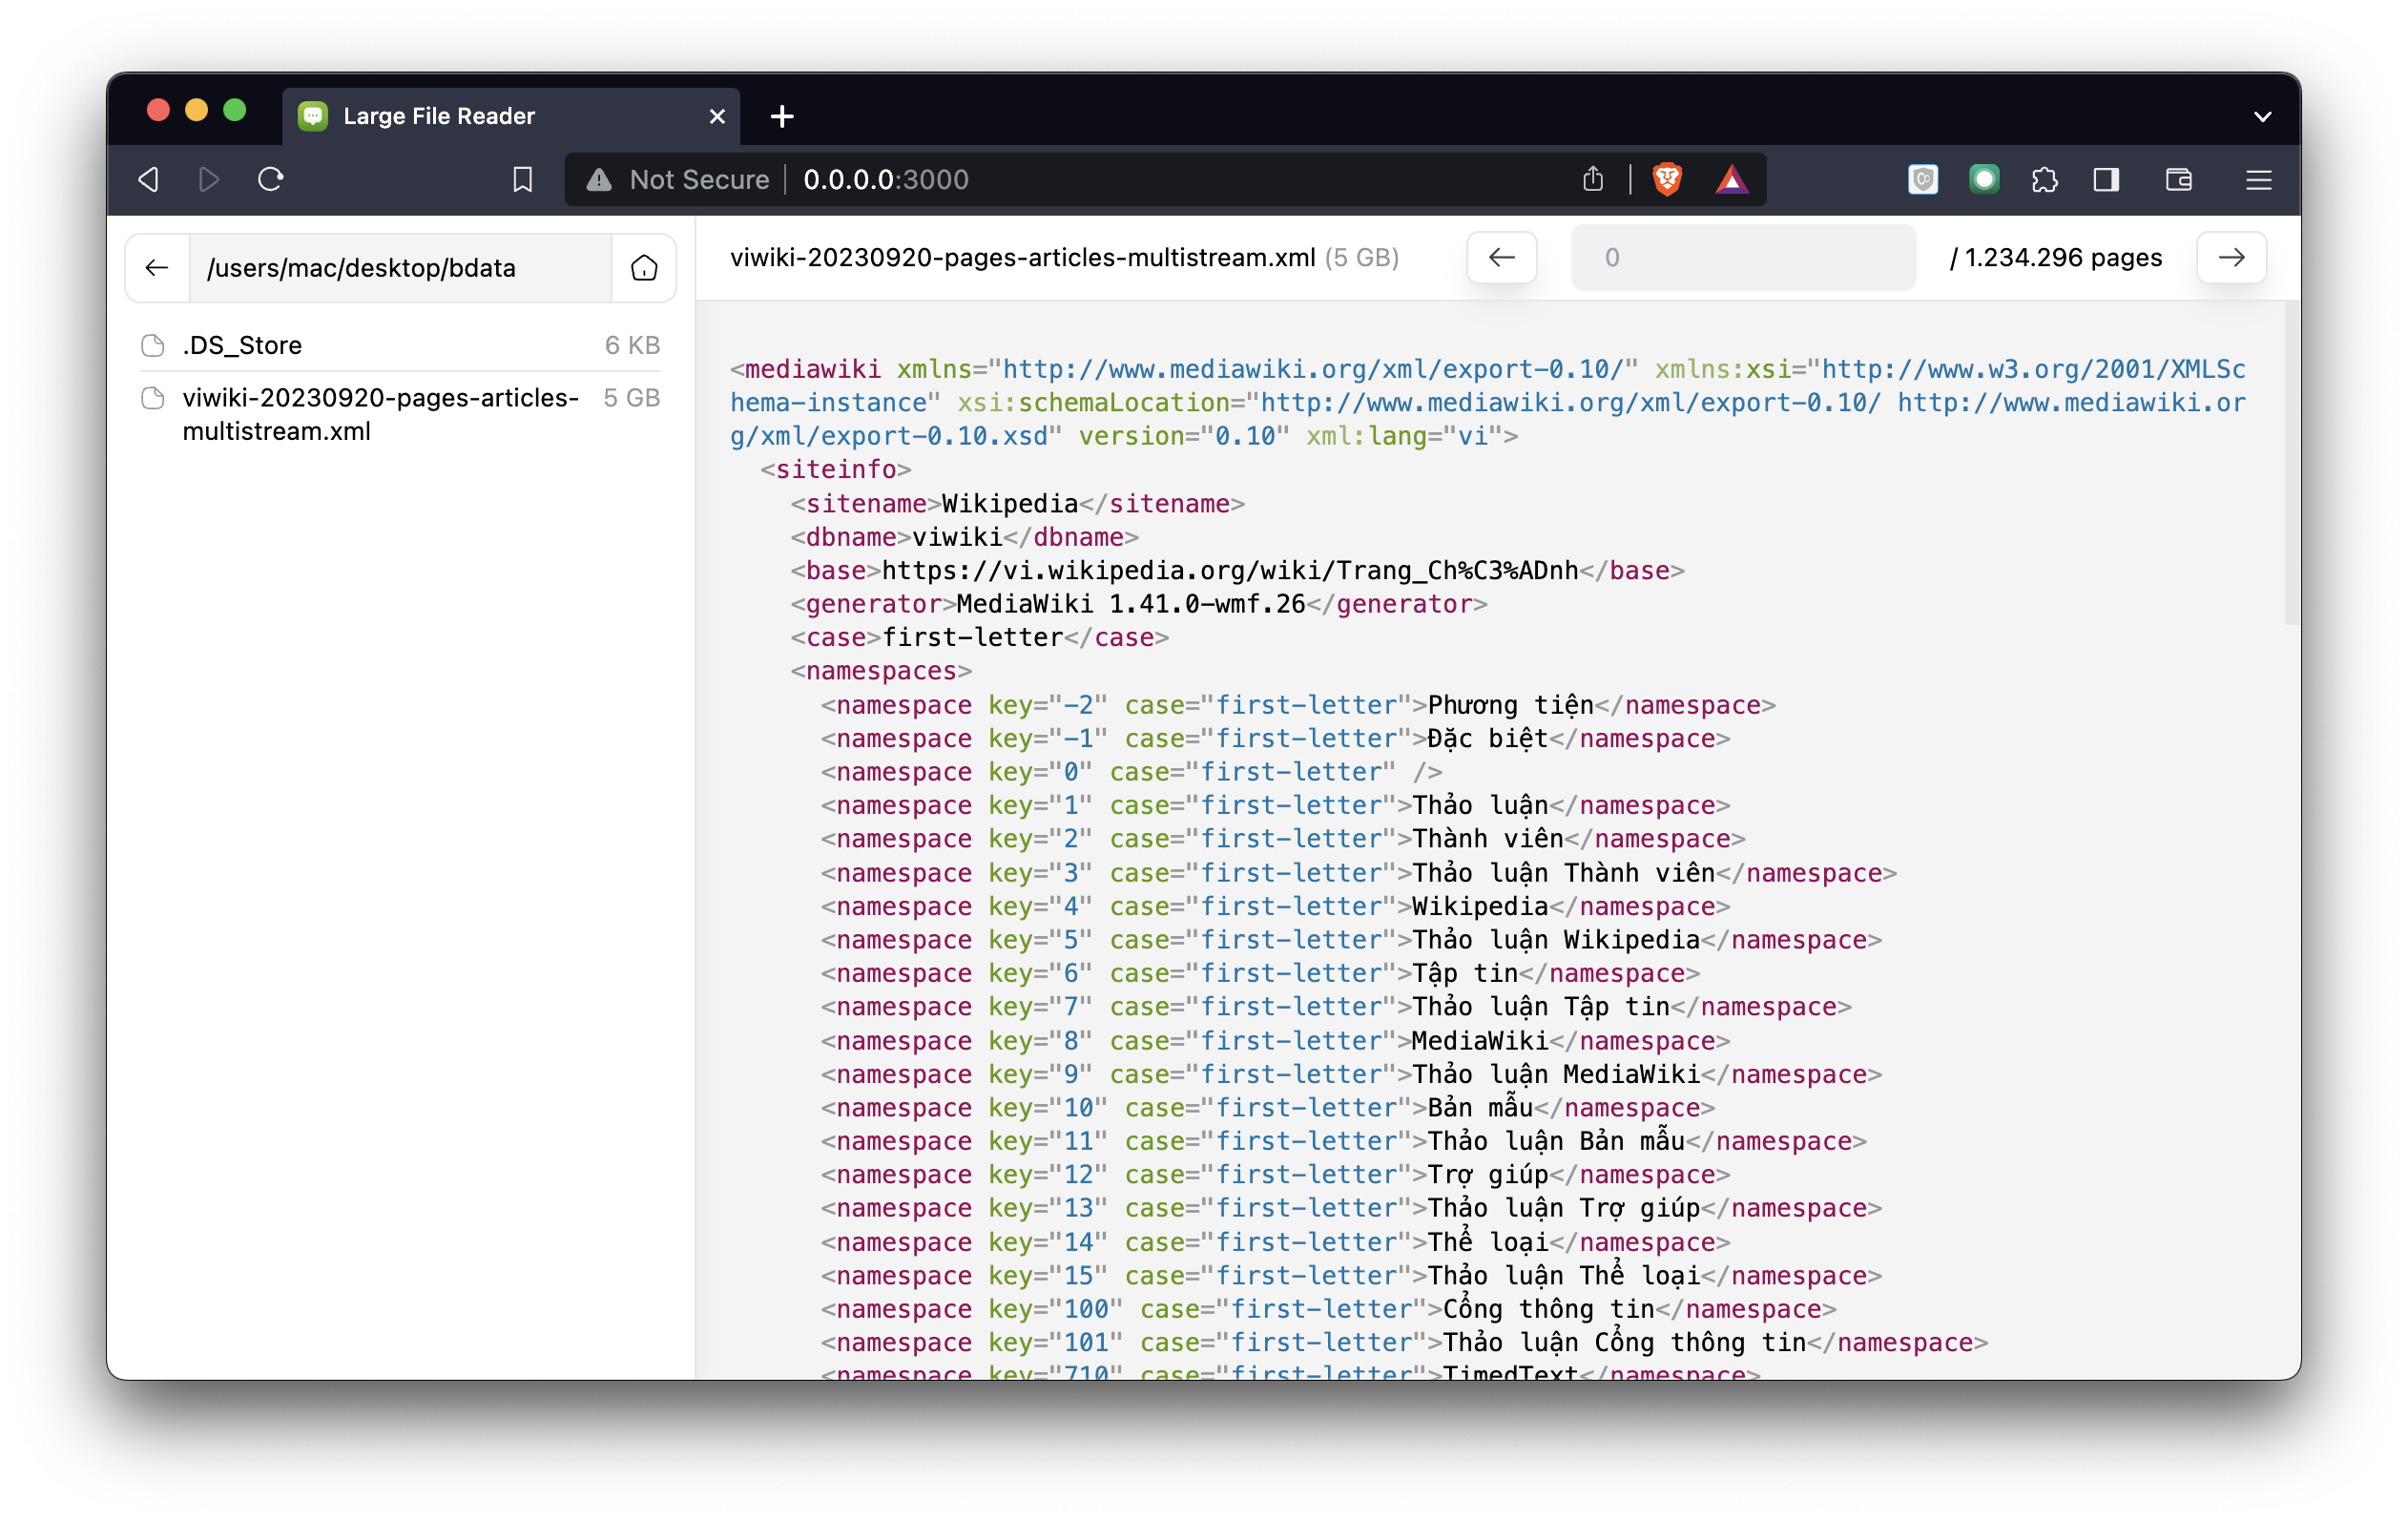 Large File Reader
Not Secure
0.0.0.0:3000
/users/mac/desktop/bdata
.DS_Store 6 KB
viwiki-20230920-pages-articles- 5 GB
multistream.xml
viwiki-20230920-pages-articles-multistream.xml (5 GB)
0
/ 1.234.296 pages
<mediawiki xmlns="http://www.mediawiki.org/xml/export-0.10/" xmlns:xsi="http://www.w3.org/2001/XMLSc
hema-instance" xsi:schemaLocation="http://www.mediawiki.org/xml/export-0.10/ http://www.mediawiki.or
g/xml/export-0.10.xsd" version="0.10" xml:lang="vi">
  <siteinfo>
    <sitename>Wikipedia</sitename>
    <dbname>viwiki</dbname>
    <base>https://vi.wikipedia.org/wiki/Trang_Ch%C3%ADnh</base>
    <generator>MediaWiki 1.41.0-wmf.26</generator>
    <case>first-letter</case>
    <namespaces>
      <namespace key="-2" case="first-letter">Phương tiện</namespace>
      <namespace key="-1" case="first-letter">Đặc biệt</namespace>
      <namespace key="0" case="first-letter" />
      <namespace key="1" case="first-letter">Thảo luận</namespace>
      <namespace key="2" case="first-letter">Thành viên</namespace>
      <namespace key="3" case="first-letter">Thảo luận Thành viên</namespace>
      <namespace key="4" case="first-letter">Wikipedia</namespace>
      <namespace key="5" case="first-letter">Thảo luận Wikipedia</namespace>
      <namespace key="6" case="first-letter">Tập tin</namespace>
      <namespace key="7" case="first-letter">Thảo luận Tập tin</namespace>
      <namespace key="8" case="first-letter">MediaWiki</namespace>
      <namespace key="9" case="first-letter">Thảo luận MediaWiki</namespace>
      <namespace key="10" case="first-letter">Bản mẫu</namespace>
      <namespace key="11" case="first-letter">Thảo luận Bản mẫu</namespace>
      <namespace key="12" case="first-letter">Trợ giúp</namespace>
      <namespace key="13" case="first-letter">Thảo luận Trợ giúp</namespace>
      <namespace key="14" case="first-letter">Thể loại</namespace>
      <namespace key="15" case="first-letter">Thảo luận Thể loại</namespace>
      <namespace key="100" case="first-letter">Cổng thông tin</namespace>
      <namespace key="101" case="first-letter">Thảo luận Cổng thông tin</namespace>
      <namespace key="710" case="first-letter">TimedText</namespace>